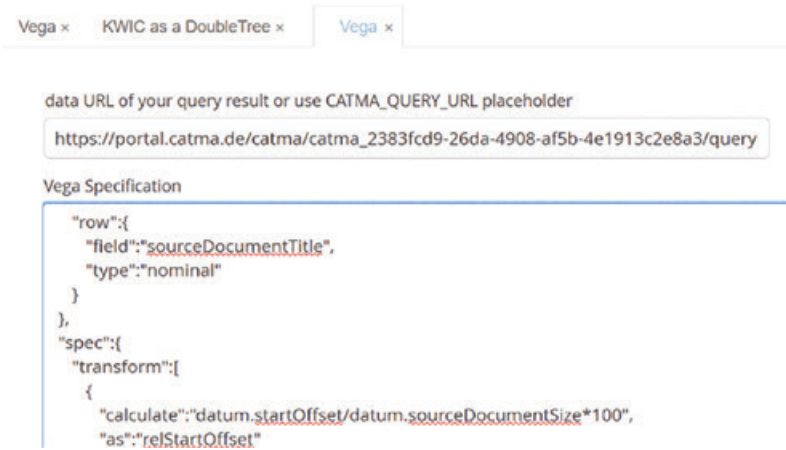 Vega × KWIC as a DoubleTree × Vega ×
data URL of your query result or use CATMA_QUERY_URL placeholder
https://portal.catma.de/catma/catma_2383fcd9-26da-4908-af5b-4e1913c2e8a3/query
Vega Specification
"row":{
"field":"sourceDocumentTitle",
"type":"nominal"
}
},
"spec":{
"transform":[
{
"calculate":"datum.startOffset/datum.sourceDocumentSize*100",
"as":"relStartOffset"